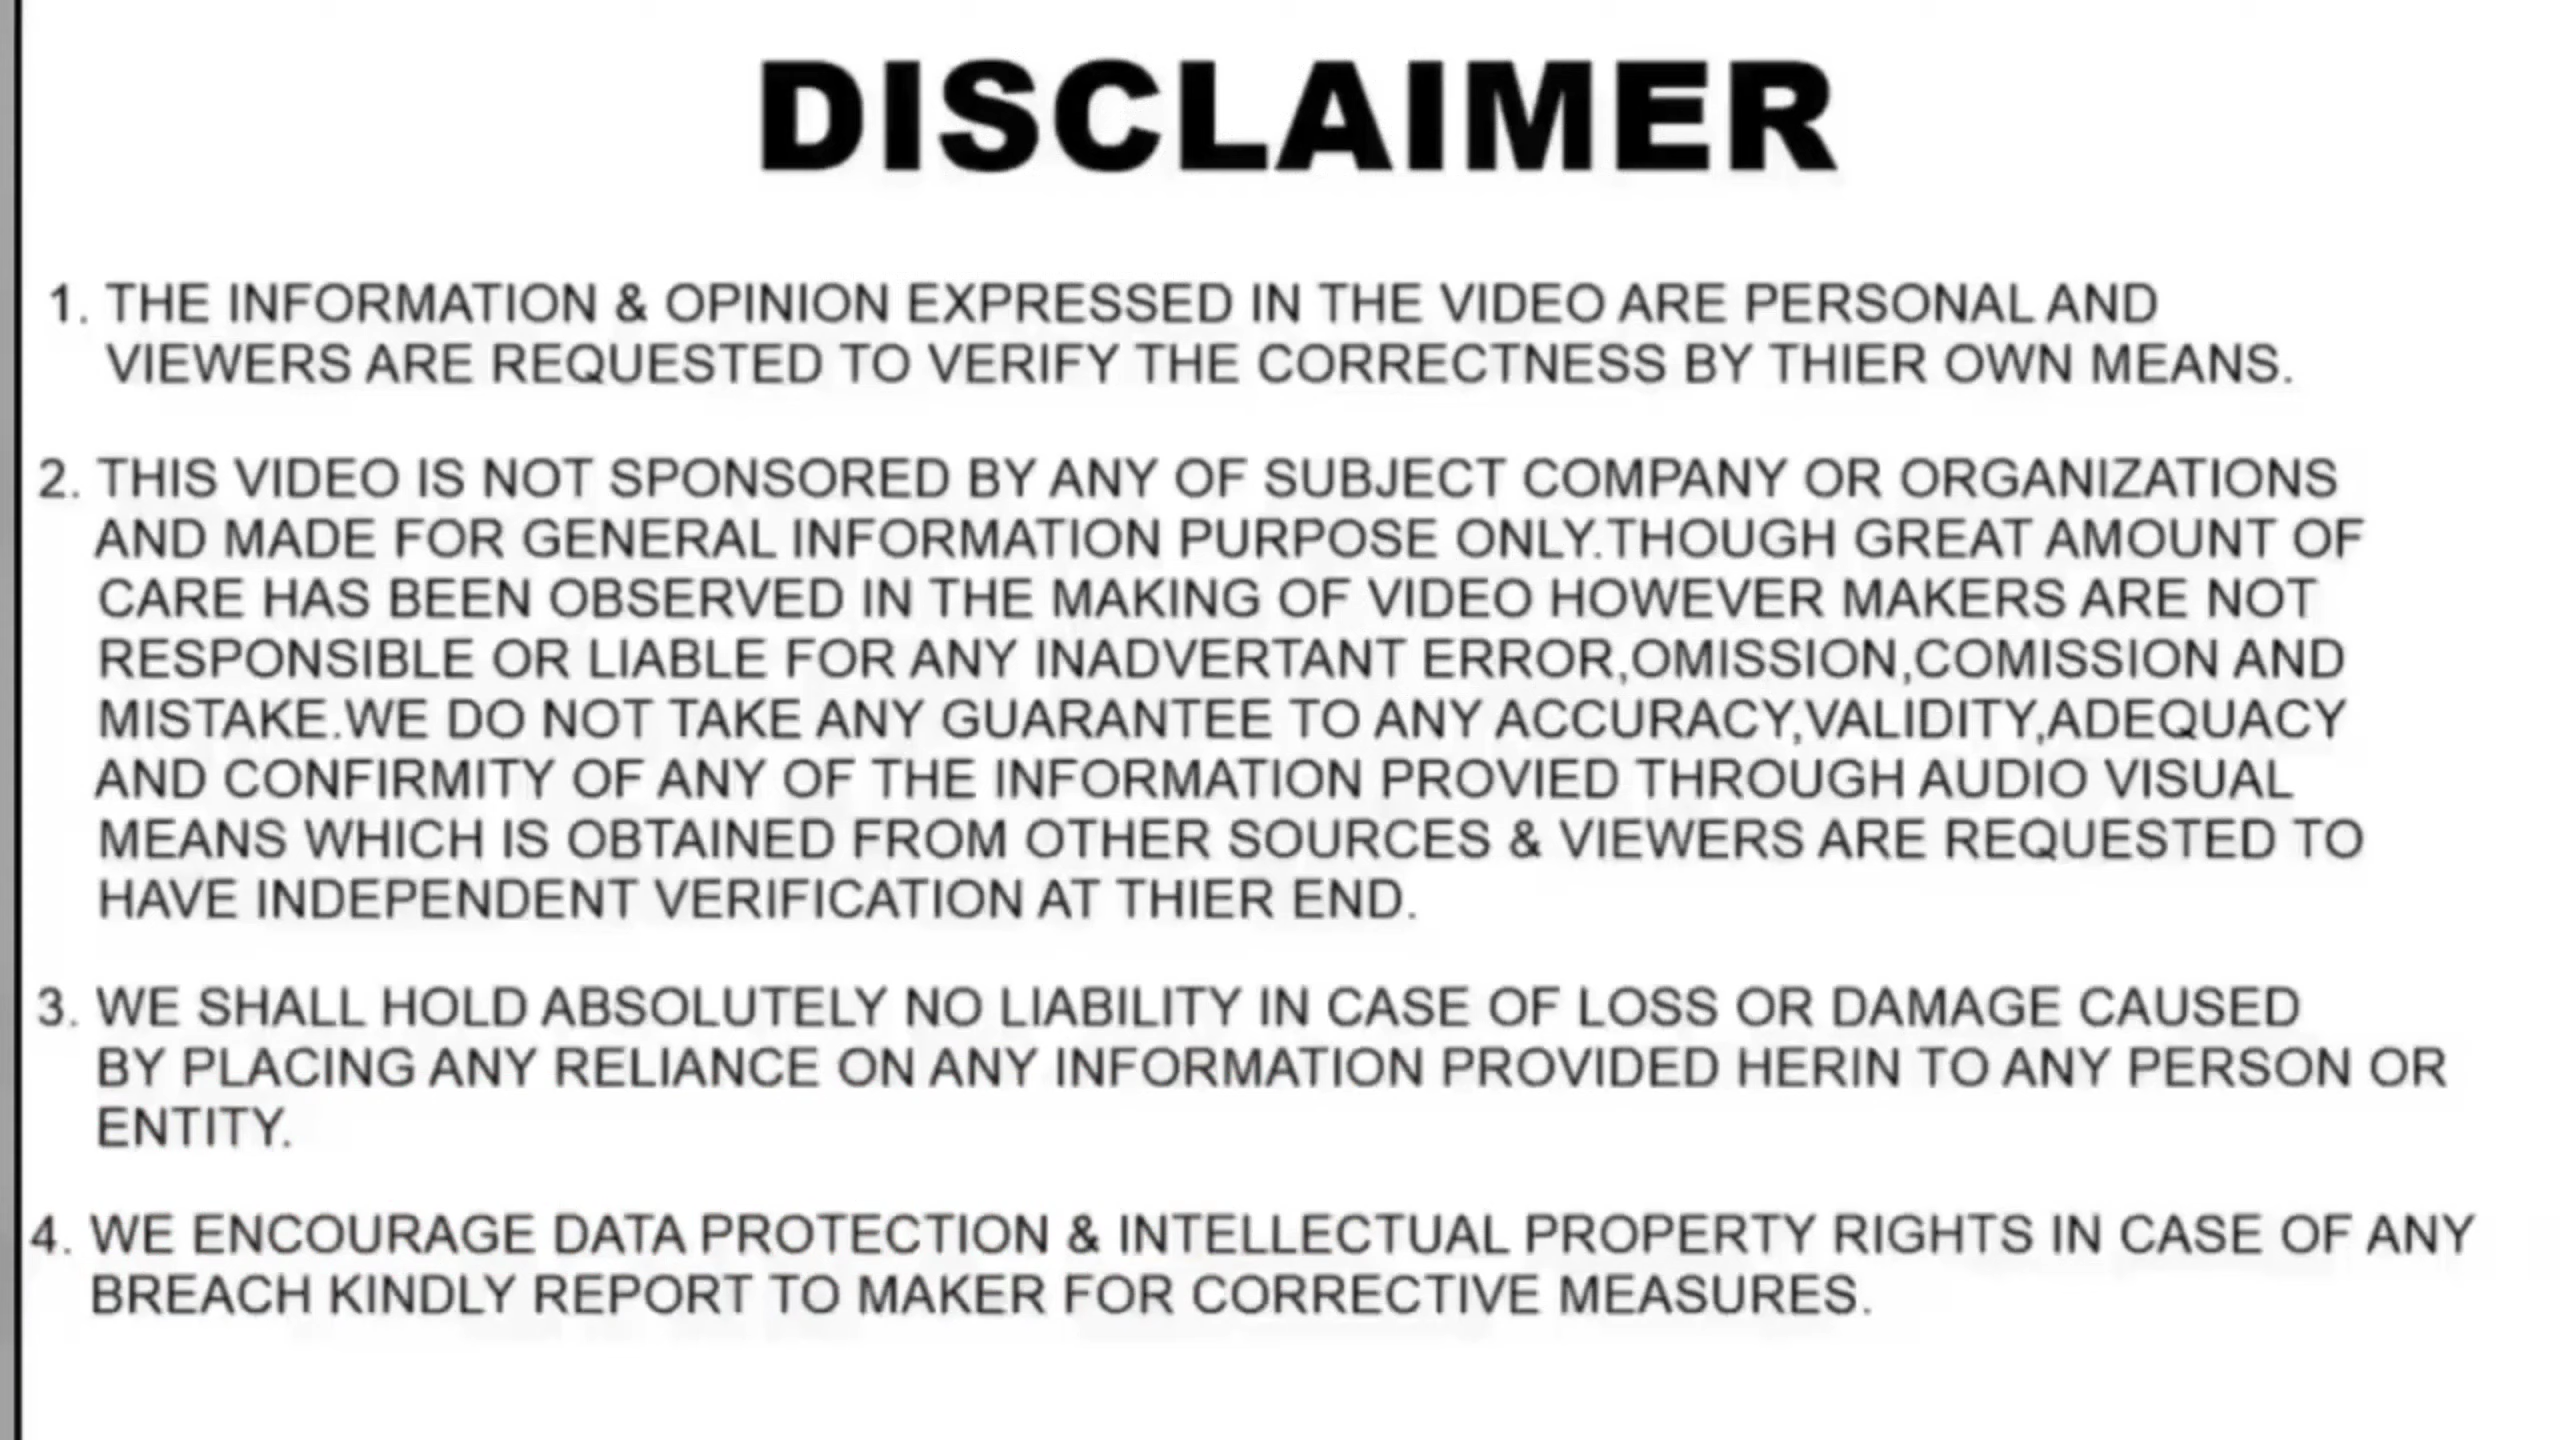 DISCLAIMER
1. THE INFORMATION & OPINION EXPRESSED IN THE VIDEO ARE PERSONAL AND
VIEWERS ARE REQUESTED TO VERIFY THE CORRECTNESS BY THIER OWN MEANS.
2. THIS VIDEO IS NOT SPONSORED BY ANY OF SUBJECT COMPANY OR ORGANIZATIONS
AND MADE FOR GENERAL INFORMATION PURPOSE ONLY.THOUGH GREAT AMOUNT OF
CARE HAS BEEN OBSERVED IN THE MAKING OF VIDEO HOWEVER MAKERS ARE NOT
RESPONSIBLE OR LIABLE FOR ANY INADVERTANT ERROR,OMISSION,COMISSION AND
MISTAKE.WE DO NOT TAKE ANY GUARANTEE TO ANY ACCURACY,VALIDITY,ADEQUACY
AND CONFIRMITY OF ANY OF THE INFORMATION PROVIED THROUGH AUDIO VISUAL
MEANS WHICH IS OBTAINED FROM OTHER SOURCES & VIEWERS ARE REQUESTED TO
HAVE INDEPENDENT VERIFICATION AT THIER END.
3. WE SHALL HOLD ABSOLUTELY NO LIABILITY IN CASE OF LOSS OR DAMAGE CAUSED
BY PLACING ANY RELIANCE ON ANY INFORMATION PROVIDED HERIN TO ANY PERSON OR
ENTITY.
4. WE ENCOURAGE DATA PROTECTION & INTELLECTUAL PROPERTY RIGHTS IN CASE OF ANY
BREACH KINDLY REPORT TO MAKER FOR CORRECTIVE MEASURES.